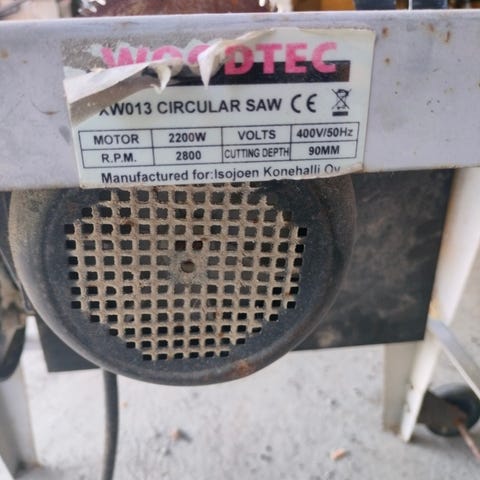 WOODTEC
XW013 CIRCULAR SAW CE
MOTOR 2200W VOLTS 400V/50Hz
R.P.M. 2800 CUTTING DEPTH 90MM
Manufactured for:Isojoen Konehalli Oy